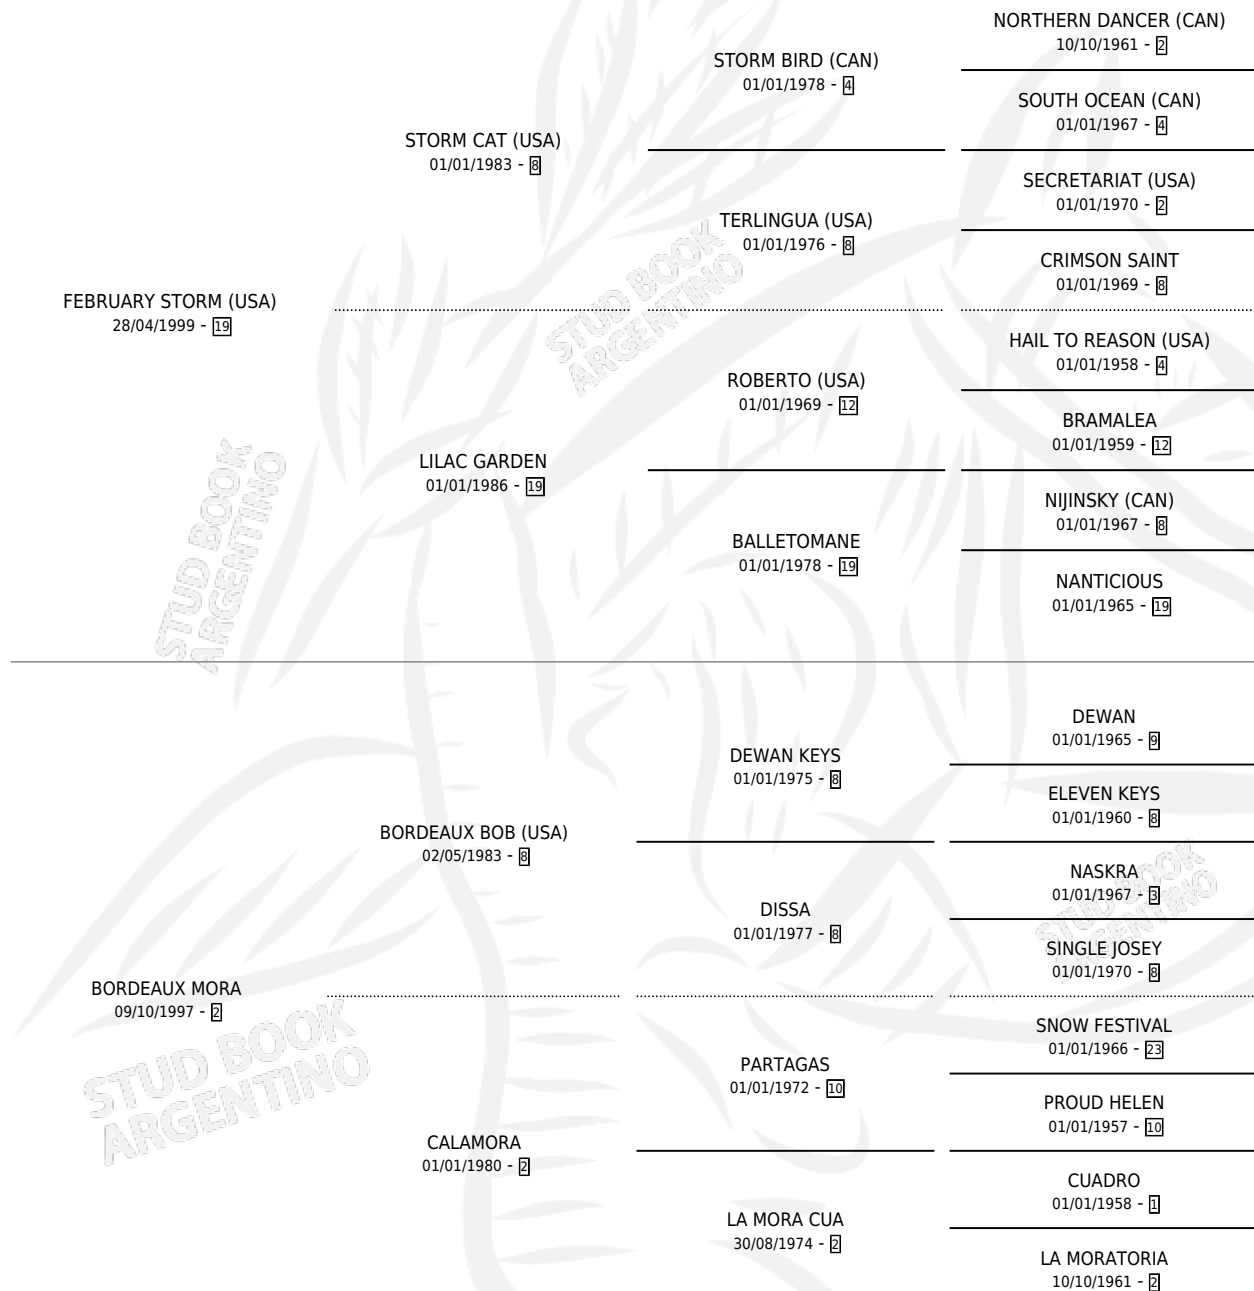 NORTHERN DANCER (CAN)
10/10/1961 - 2
STORM BIRD (CAN)
01/01/1978 - 4
SOUTH OCEAN (CAN)
01/01/1967 - 4
STORM CAT (USA)
01/01/1983 - 8
SECRETARIAT (USA)
01/01/1970 - 2
TERLINGUA (USA)
01/01/1976 - 8
CRIMSON SAINT
01/01/1969 - 8
FEBRUARY STORM (USA)
28/04/1999 - 19
HAIL TO REASON (USA)
01/01/1958 - 4
ROBERTO (USA)
01/01/1969 - 12
BRAMALEA
01/01/1959 - 12
LILAC GARDEN
01/01/1986 - 19
NIJINSKY (CAN)
01/01/1967 - 8
BALLETOMANE
01/01/1978 - 19
NANTICIOUS
01/01/1965 - 19
DEWAN
01/01/1965 - 9
DEWAN KEYS
01/01/1975 - 8
ELEVEN KEYS
01/01/1960 - 8
BORDEAUX BOB (USA)
02/05/1983 - 8
NASKRA
01/01/1967 - 3
DISSA
01/01/1977 - 8
SINGLE JOSEY
01/01/1970 - 8
BORDEAUX MORA
09/10/1997 - 2
SNOW FESTIVAL
01/01/1966 - 23
PARTAGAS
01/01/1972 - 10
PROUD HELEN
01/01/1957 - 10
CALAMORA
01/01/1980 - 2
CUADRO
01/01/1958 - 1
LA MORA CUA
30/08/1974 - 2
LA MORATORIA
10/10/1961 - 2
STUD BOOK
ARGENTINO
STUD BOOK
ARGENTINO
STUD BOOK
ARGENTINO
STUD BOOK
ARGENTINO